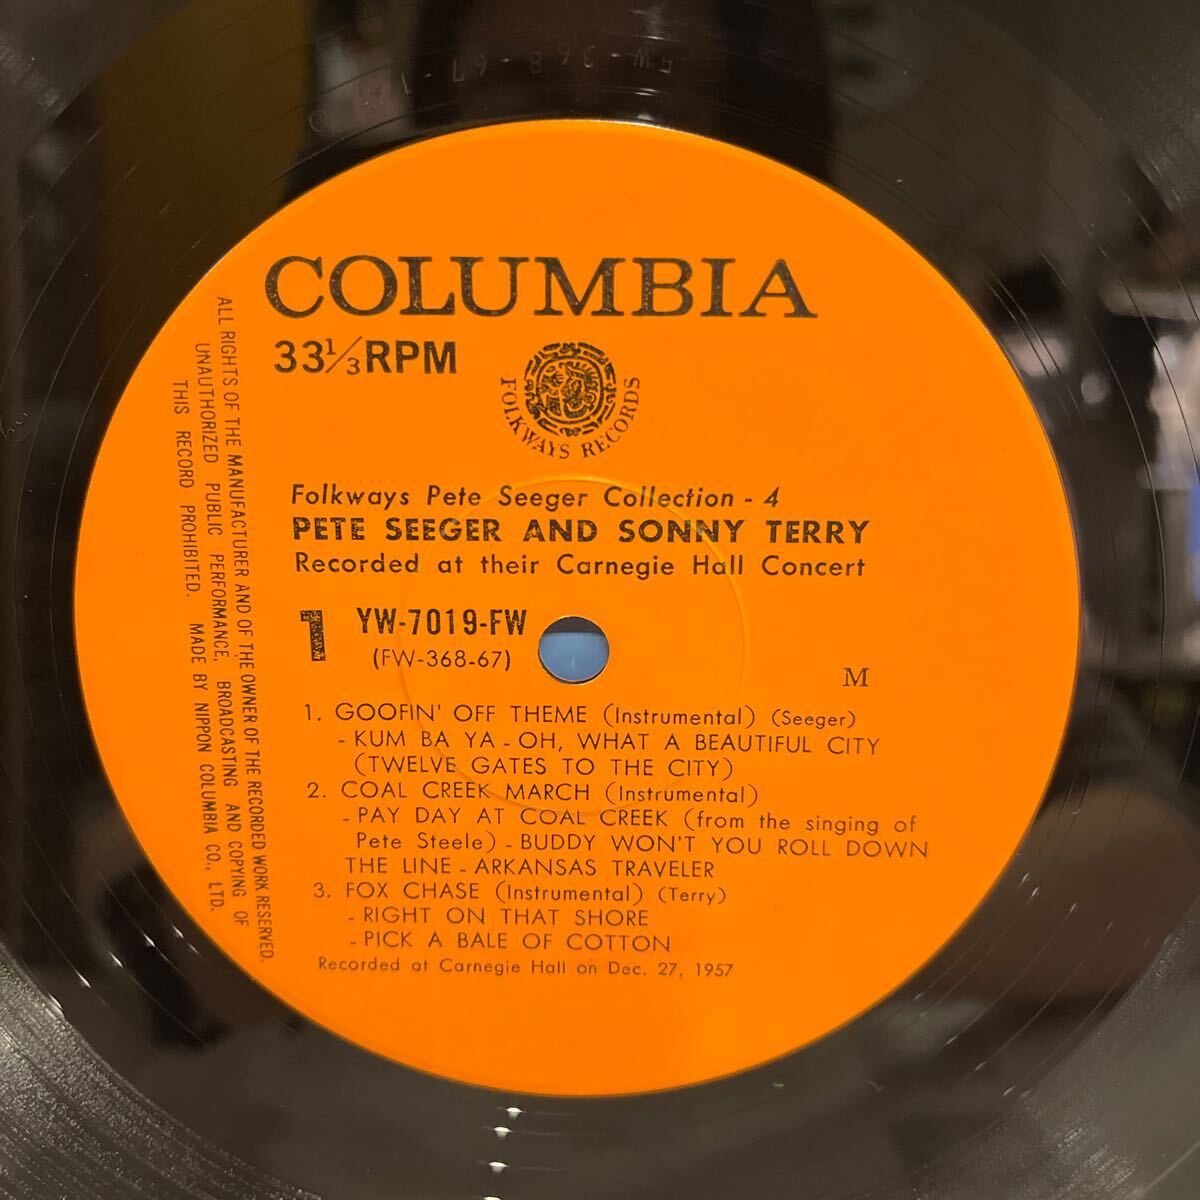 FW-368-67-1
COLUMBIA
33⅓RPM
FOLKWAYS RECORDS
Folkways Pete Seeger Collection - 4
PETE SEEGER AND SONNY TERRY
Recorded at their Carnegie Hall Concert
1
YW-7019-FW
(FW-368-67)
M
1. GOOFIN' OFF THEME (Instrumental) (Seeger)
- KUM BA YA - OH, WHAT A BEAUTIFUL CITY
(TWELVE GATES TO THE CITY)
2. COAL CREEK MARCH (Instrumental)
- PAY DAY AT COAL CREEK (from the singing of
Pete Steele) - BUDDY WON'T YOU ROLL DOWN
THE LINE - ARKANSAS TRAVELER
3. FOX CHASE (Instrumental) (Terry)
- RIGHT ON THAT SHORE
- PICK A BALE OF COTTON
Recorded at Carnegie Hall on Dec. 27, 1957
ALL RIGHTS OF THE MANUFACTURER AND OF THE OWNER OF THE RECORDED WORK RESERVED.
UNAUTHORIZED PUBLIC PERFORMANCE, BROADCASTING AND COPYING OF
THIS RECORD PROHIBITED. MADE BY NIPPON COLUMBIA CO., LTD.